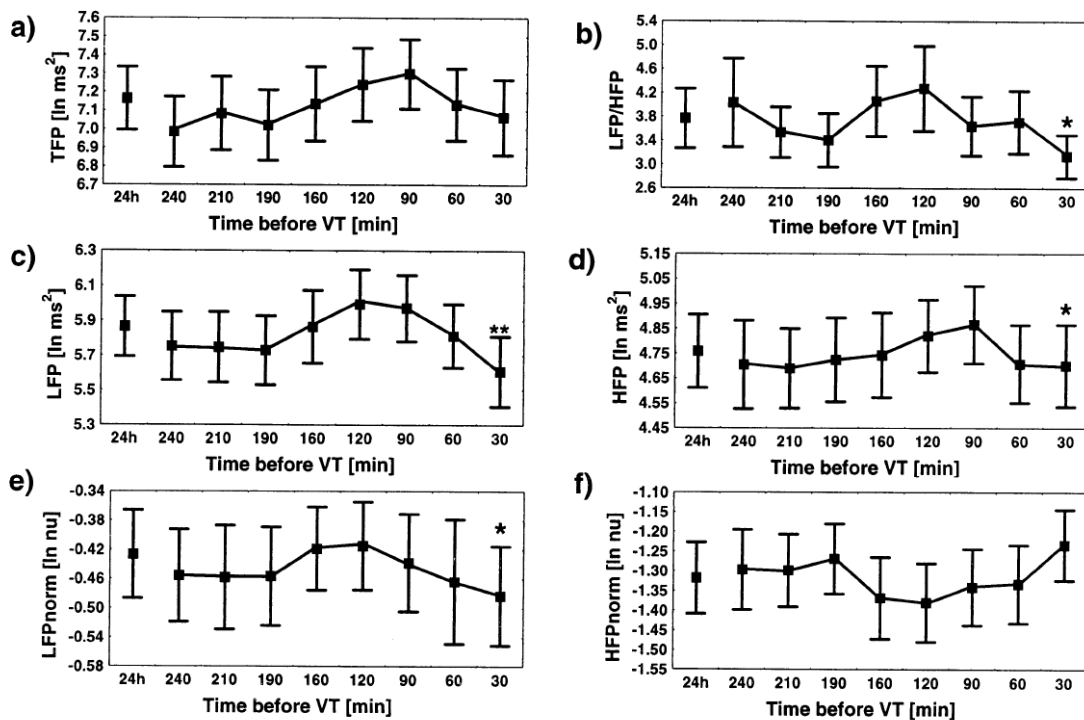 a)
TFP [ln ms2]
7.6
7.5
7.4
7.3
7.2
7.1
7.0
6.9
6.8
6.7
24h 240 210 190 160 120 90 60 30
Time before VT [min]
b)
LFP/HFP
5.4
5.0
4.6
4.2
3.8
3.4
3.0
2.6
*
24h 240 210 190 160 120 90 60 30
Time before VT [min]
c)
LFP [ln ms2]
6.3
6.1
5.9
5.7
5.5
5.3
**
24h 240 210 190 160 120 90 60 30
Time before VT [min]
d)
HFP [ln ms2]
5.15
5.05
4.95
4.85
4.75
4.65
4.55
4.45
*
24h 240 210 190 160 120 90 60 30
Time before VT [min]
e)
LFPnorm [ln nu]
-0.34
-0.38
-0.42
-0.46
-0.50
-0.54
-0.58
*
24h 240 210 190 160 120 90 60 30
Time before VT [min]
f)
HFPnorm [ln nu]
-1.10
-1.15
-1.20
-1.25
-1.30
-1.35
-1.40
-1.45
-1.50
-1.55
24h 240 210 190 160 120 90 60 30
Time before VT [min]